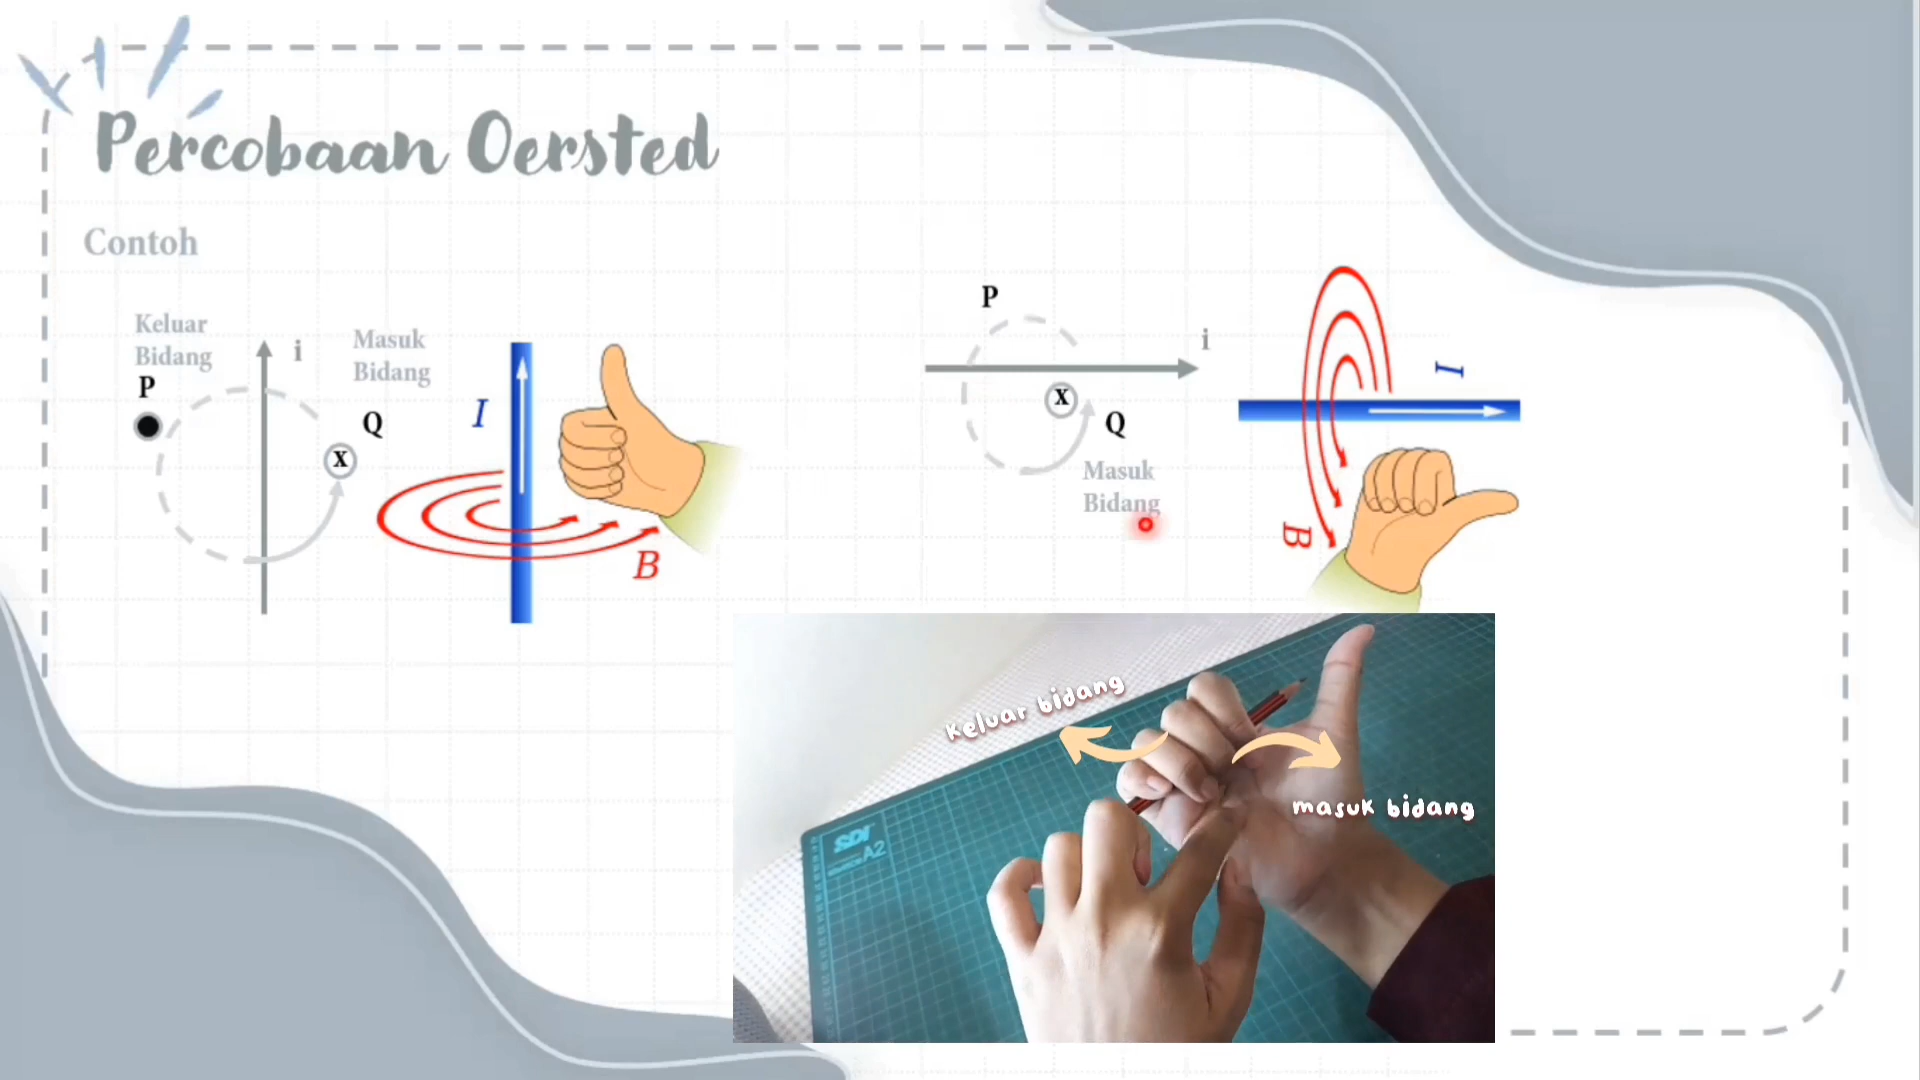 Percobaan Oersted
Contoh
Keluar
Bidang
P
i
Masuk
Bidang
Q
x
I
B
P
i
x
Q
Masuk
Bidang
I
B
keluar bidang
masuk bidang
SDI
A2